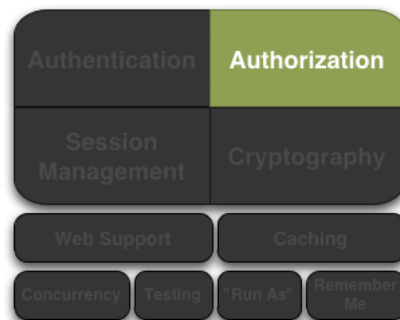 Authentication
Authorization
Session
Management
Cryptography
Web Support
Caching
Concurrency
Testing
"Run As"
Remember
Me